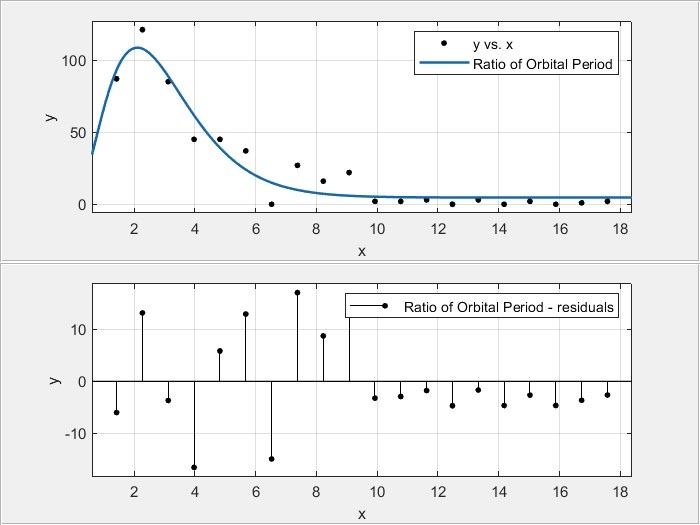 y vs. x
Ratio of Orbital Period
100
50
0
y
2 4 6 8 10 12 14 16 18
x
Ratio of Orbital Period - residuals
10
0
-10
y
2 4 6 8 10 12 14 16 18
x